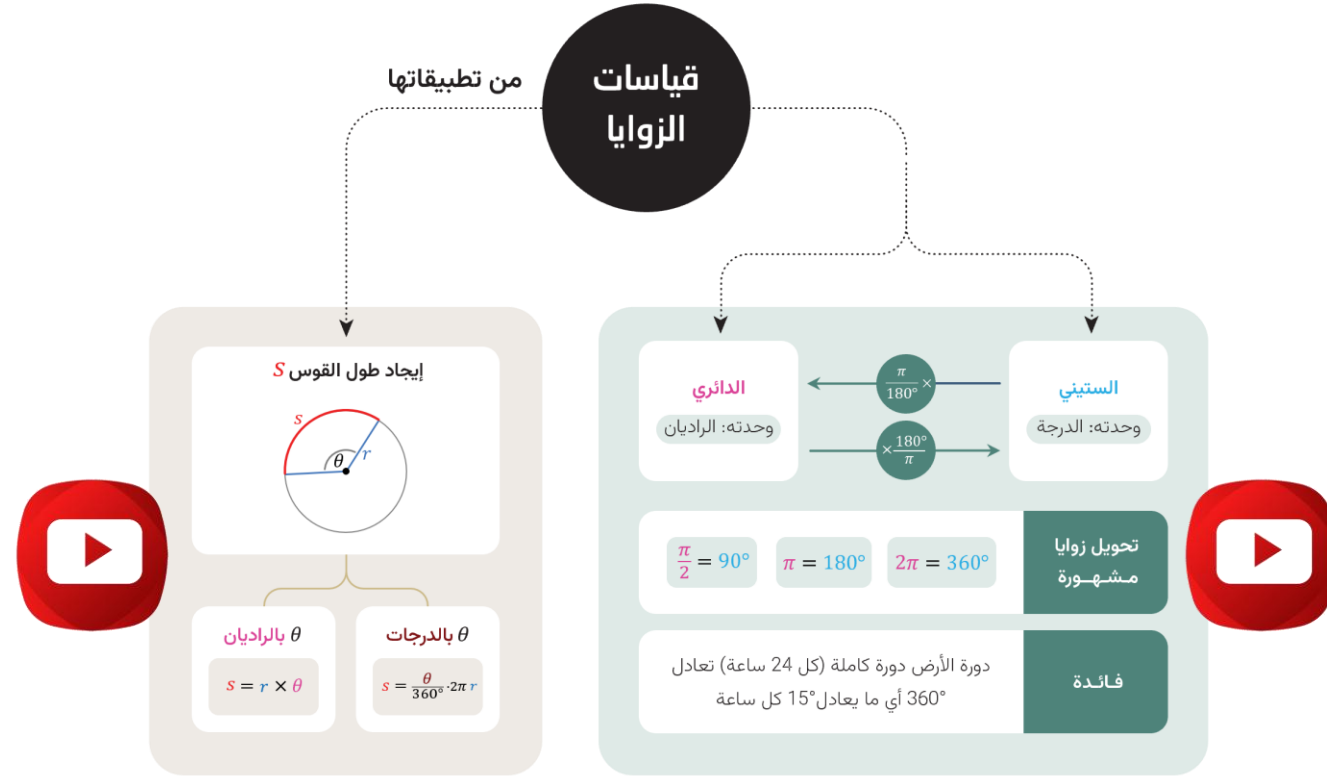 قياسات
الزوايا
من تطبيقاتها
الستيني
وحدته: الدرجة
π/180° ×
× 180°/π
الدائري
وحدته: الراديان
تحويل زوايا
مشهورة
2π = 360°
π = 180°
π/2 = 90°
فائدة
دورة الأرض دورة كاملة (كل 24 ساعة) تعادل
360° أي ما يعادل 15° كل ساعة
إيجاد طول القوس S
s
r
θ
θ بالدرجات
s = θ/360° · 2π r
θ بالراديان
s = r × θ